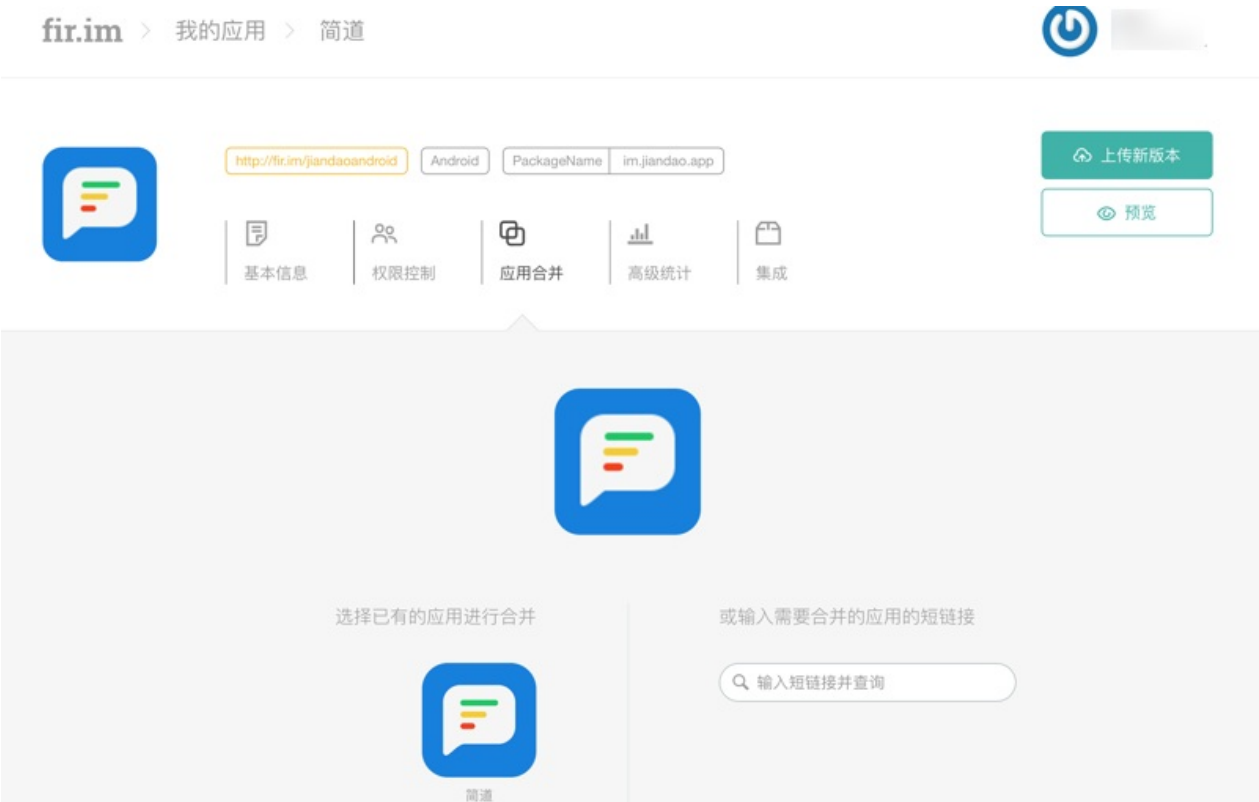 fir.im > 我的应用 > 简道
http://fir.im/jiandaoandroid Android PackageName im.jiandao.app
上传新版本
预览
基本信息 权限控制 应用合并 高级统计 集成
选择已有的应用进行合并 或输入需要合并的应用的短链接
输入短链接并查询
简道